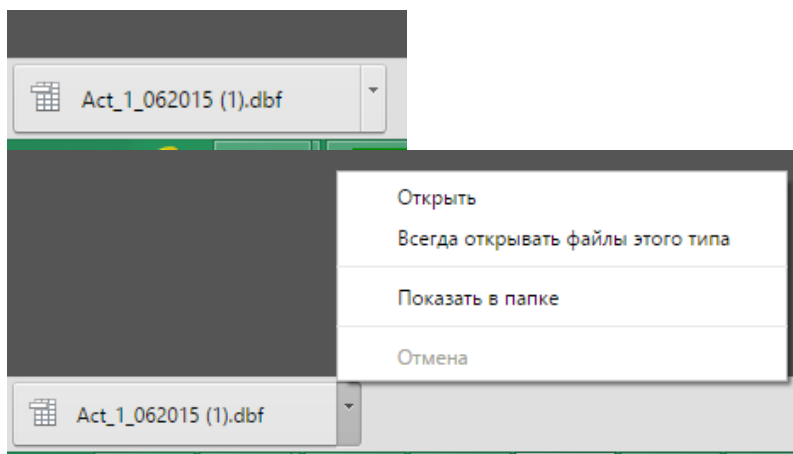 Act_1_062015 (1).dbf
Открыть
Всегда открывать файлы этого типа
Показать в папке
Отмена
Act_1_062015 (1).dbf